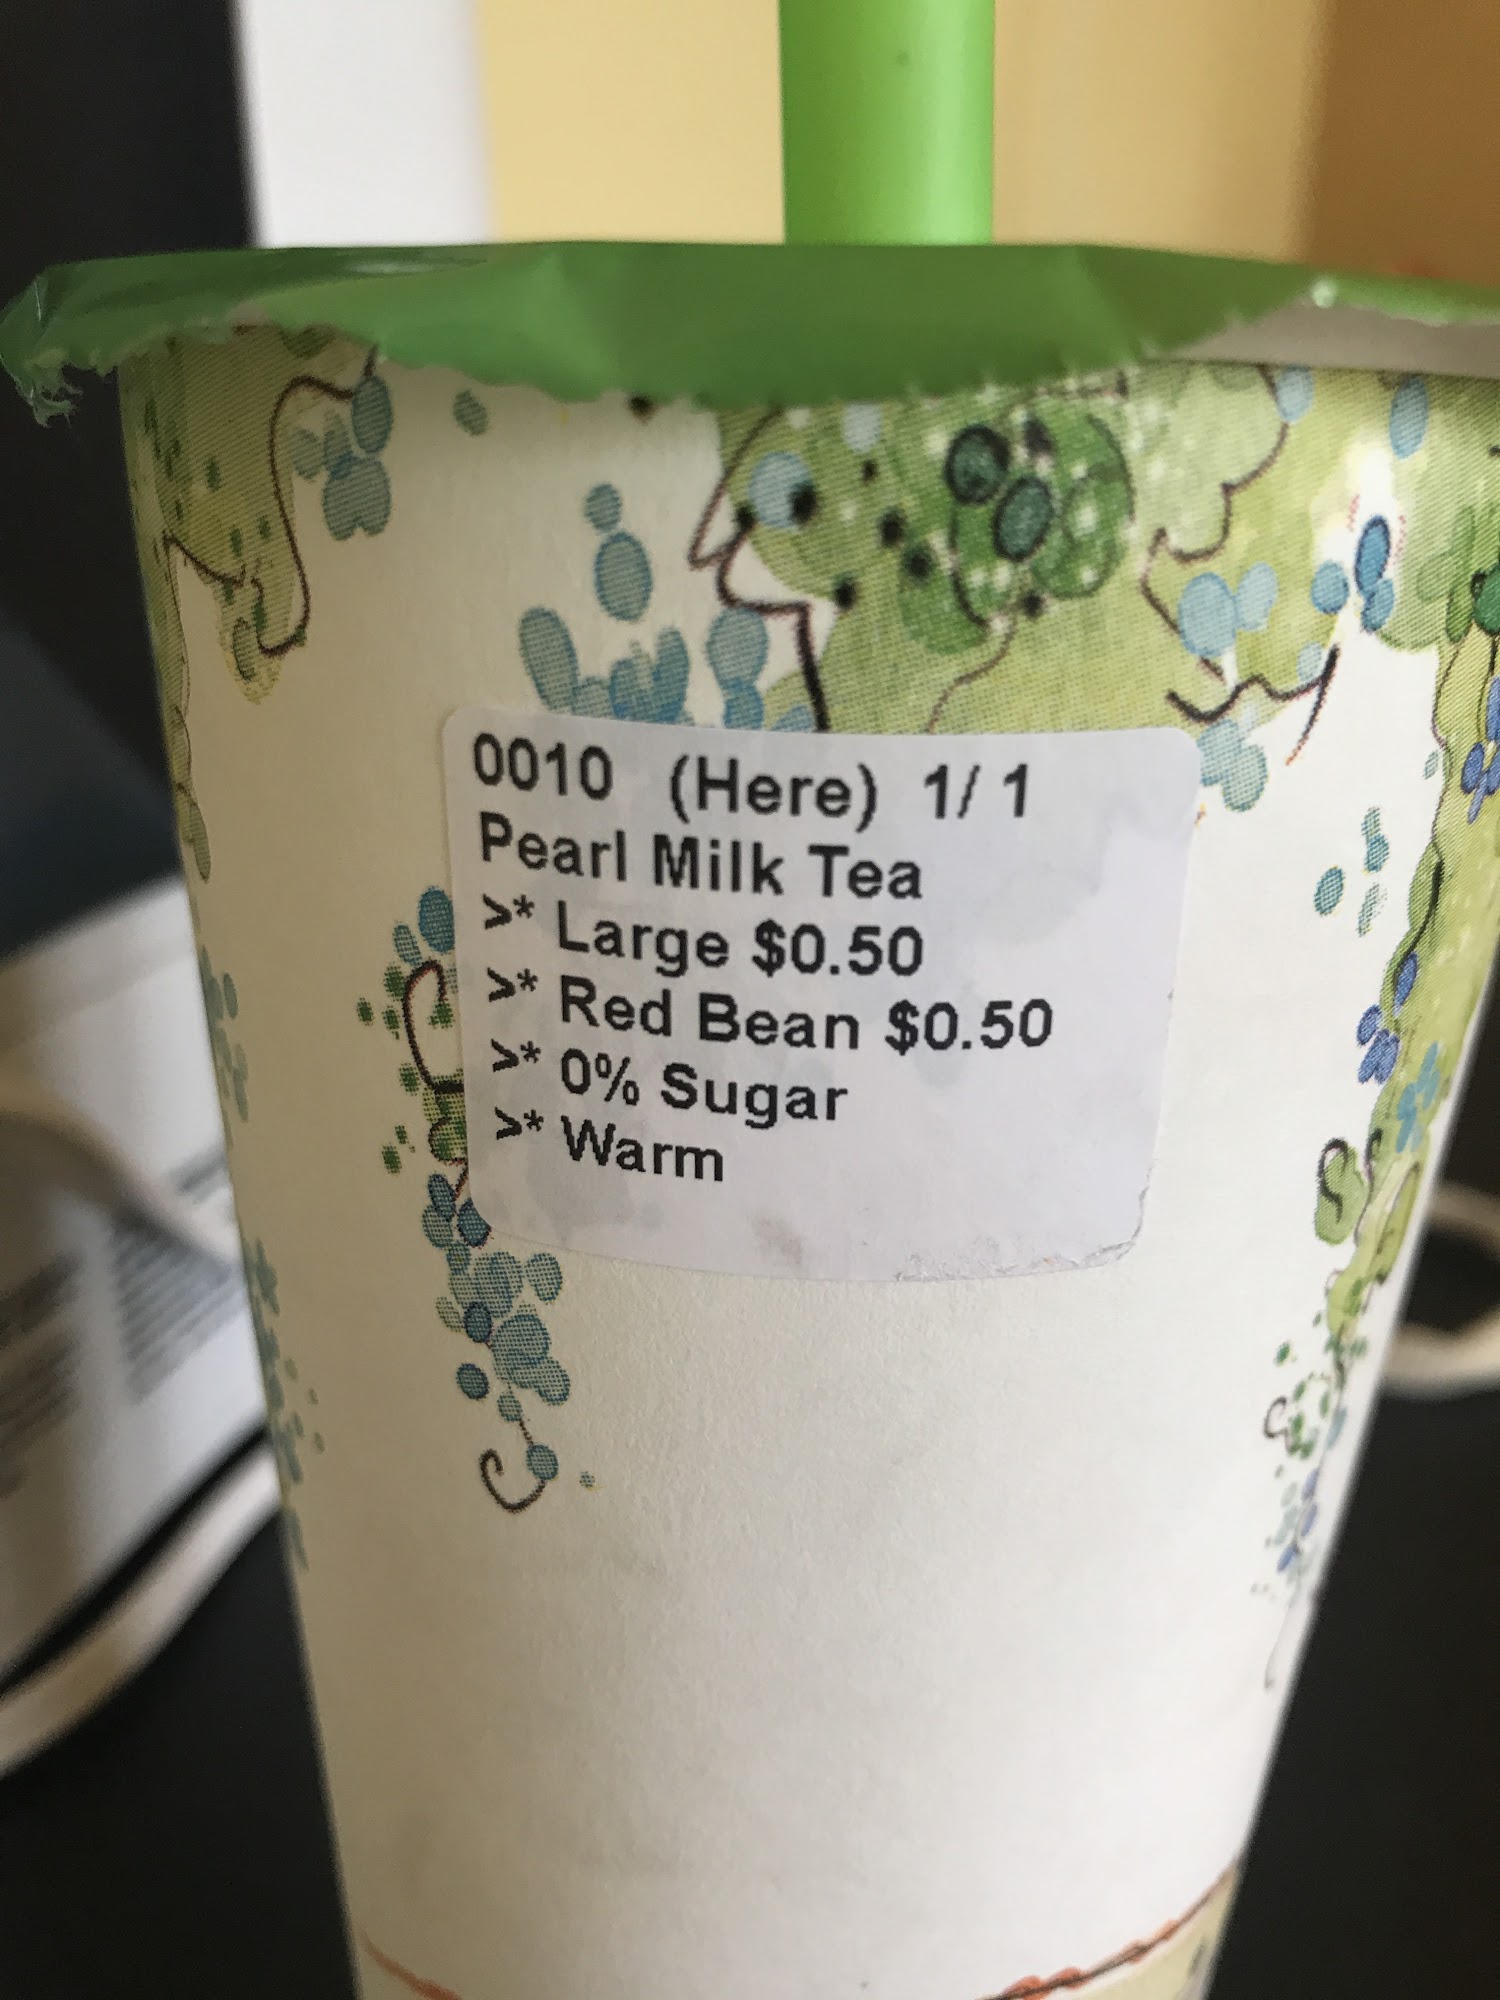 0010 (Here) 1/ 1
Pearl Milk Tea
>* Large $0.50
>* Red Bean $0.50
>* 0% Sugar
>* Warm